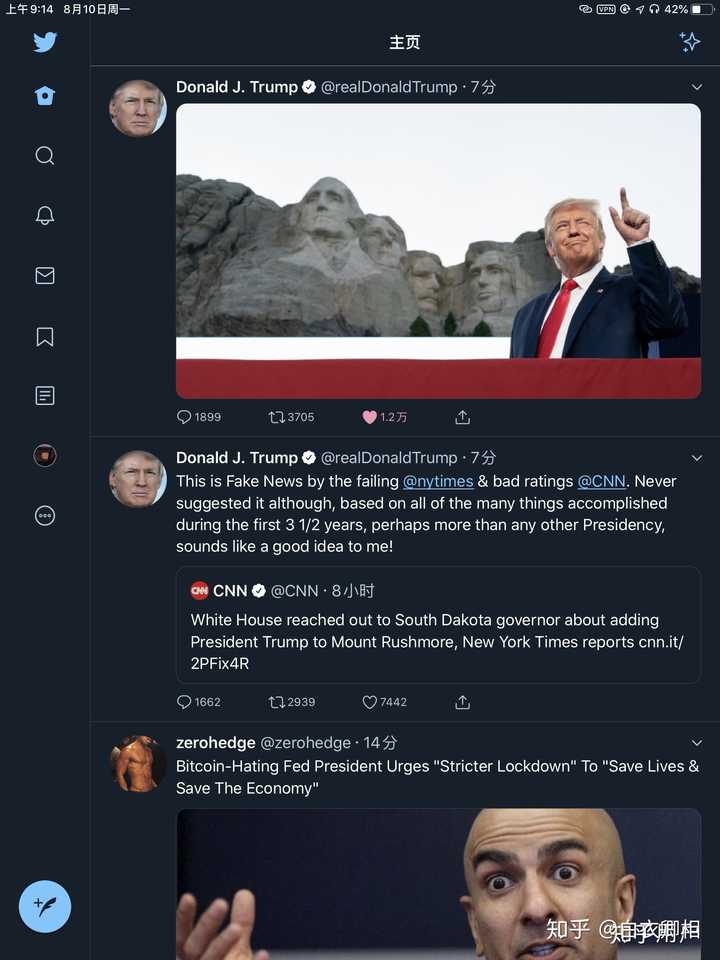 上午9:14 8月10日周一
VPN 42%
主页
Donald J. Trump @realDonaldTrump · 7分
1899 3705 1.2万
Donald J. Trump @realDonaldTrump · 7分
This is Fake News by the failing @nytimes & bad ratings @CNN. Never
suggested it although, based on all of the many things accomplished
during the first 3 1/2 years, perhaps more than any other Presidency,
sounds like a good idea to me!
CNN CNN @CNN · 8小时
White House reached out to South Dakota governor about adding
President Trump to Mount Rushmore, New York Times reports cnn.it/
2PFix4R
1662 2939 7442
zerohedge @zerohedge · 14分
Bitcoin-Hating Fed President Urges "Stricter Lockdown" To "Save Lives &
Save The Economy"
知乎